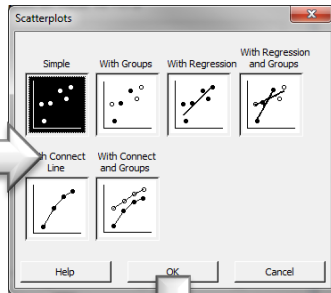 Scatterplots
Simple
With Groups
With Regression
With Regression
and Groups
Connect
Line
With Connect
and Groups
Help
OK
Cancel